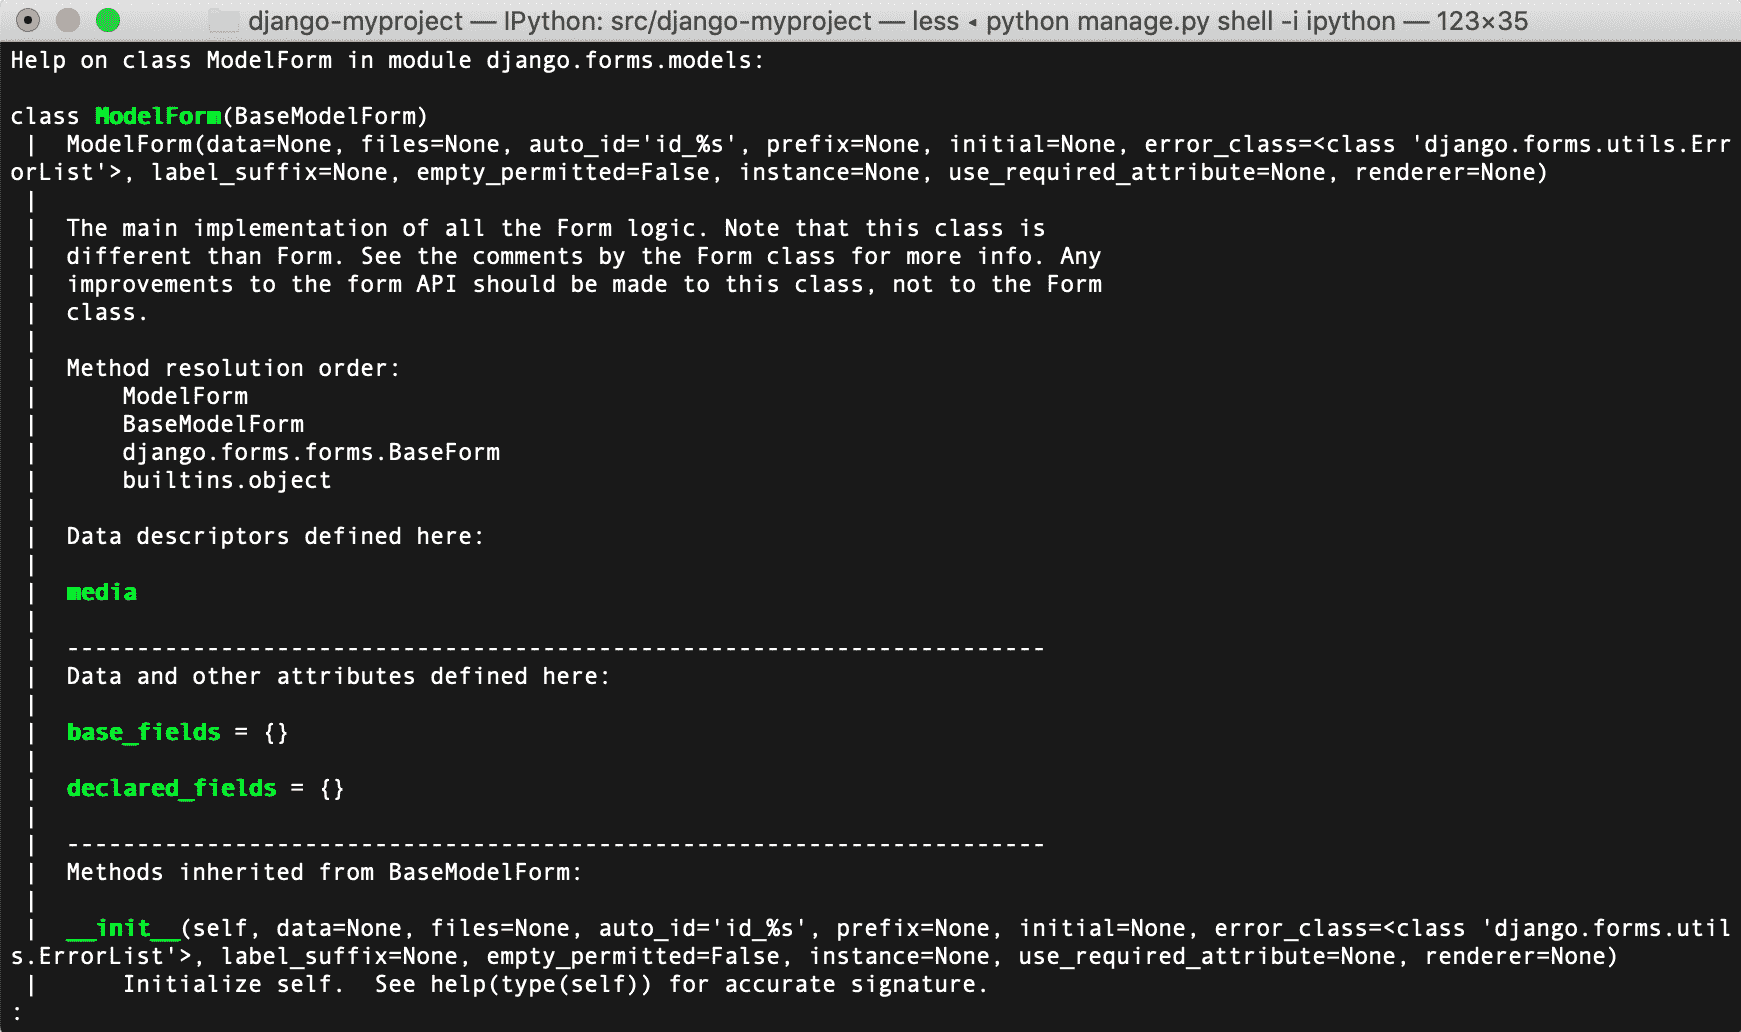 django-myproject — IPython: src/django-myproject — less ◂ python manage.py shell -i ipython — 123×35
Help on class ModelForm in module django.forms.models:
class ModelForm(BaseModelForm)
 |  ModelForm(data=None, files=None, auto_id='id_%s', prefix=None, initial=None, error_class=<class 'django.forms.utils.Err
orList'>, label_suffix=None, empty_permitted=False, instance=None, use_required_attribute=None, renderer=None)
 |
 |  The main implementation of all the Form logic. Note that this class is
 |  different than Form. See the comments by the Form class for more info. Any
 |  improvements to the form API should be made to this class, not to the Form
 |  class.
 |
 |  Method resolution order:
 |      ModelForm
 |      BaseModelForm
 |      django.forms.forms.BaseForm
 |      builtins.object
 |
 |  Data descriptors defined here:
 |
 |  media
 |
 |  ----------------------------------------------------------------------
 |  Data and other attributes defined here:
 |
 |  base_fields = {}
 |
 |  declared_fields = {}
 |
 |  ----------------------------------------------------------------------
 |  Methods inherited from BaseModelForm:
 |
 |  __init__(self, data=None, files=None, auto_id='id_%s', prefix=None, initial=None, error_class=<class 'django.forms.util
s.ErrorList'>, label_suffix=None, empty_permitted=False, instance=None, use_required_attribute=None, renderer=None)
 |      Initialize self.  See help(type(self)) for accurate signature.
: